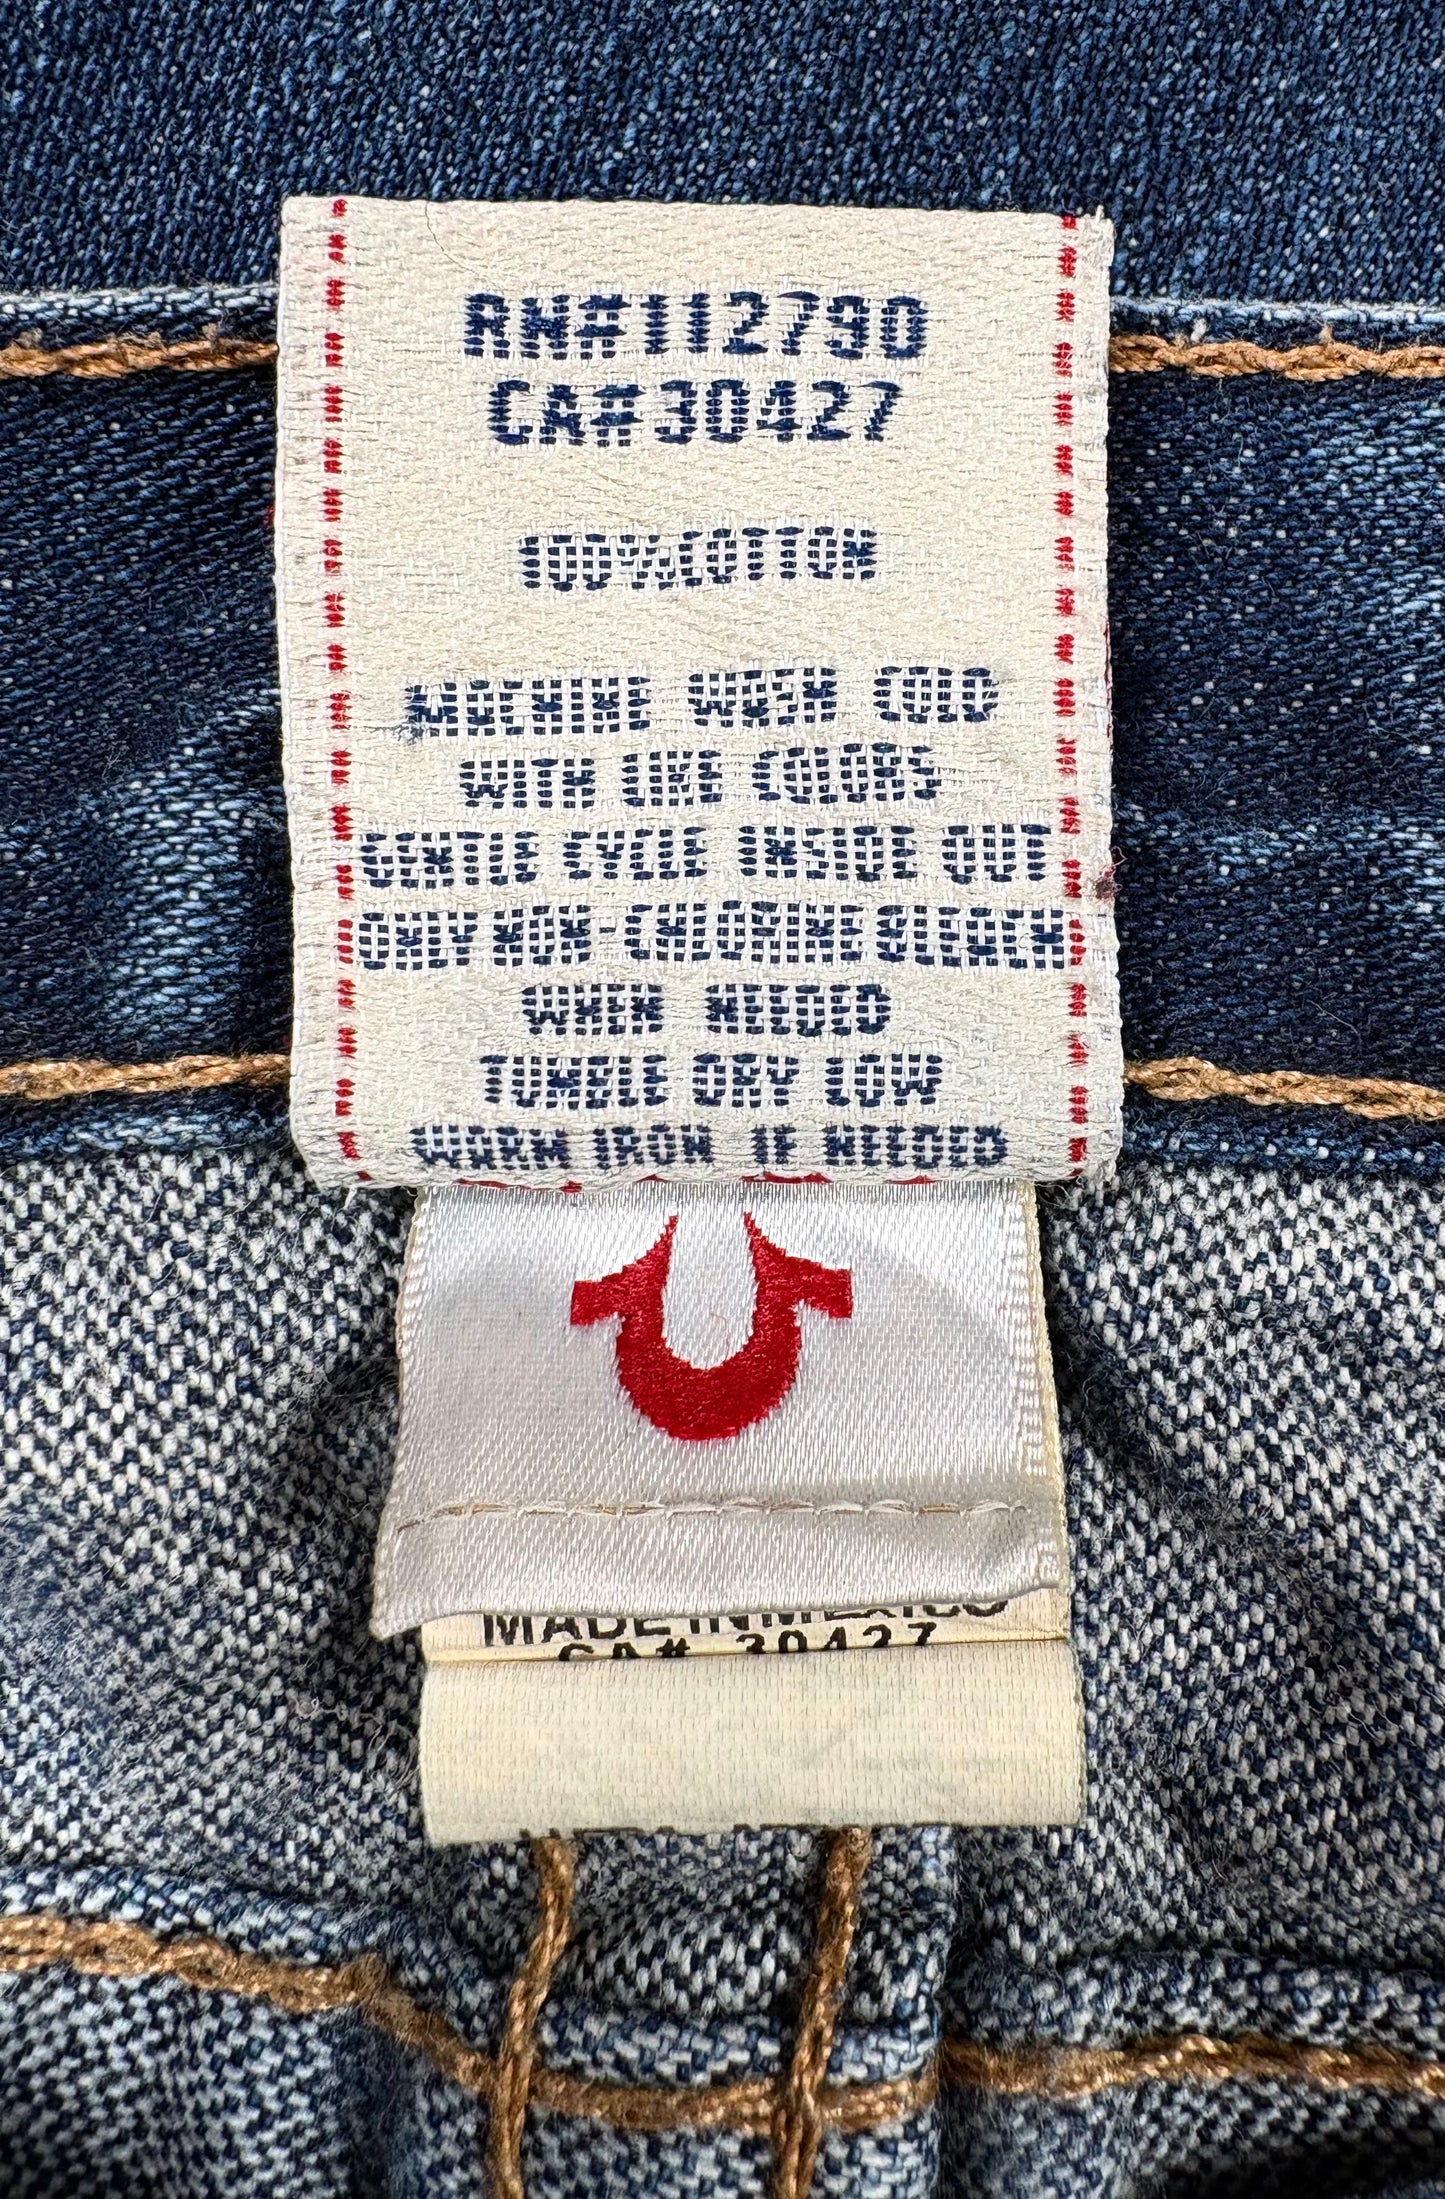 RN#112790
CA#30427
100%COTTON
MACHINE WASH COLD
WITH LIKE COLORS
GENTLE CYCLE INSIDE OUT
ONLY NON-CHLORINE BLEACH
WHEN NEEDED
TUMBLE DRY LOW
WARM IRON IF NEEDED
MADE IN MEXICO
CA# 30427